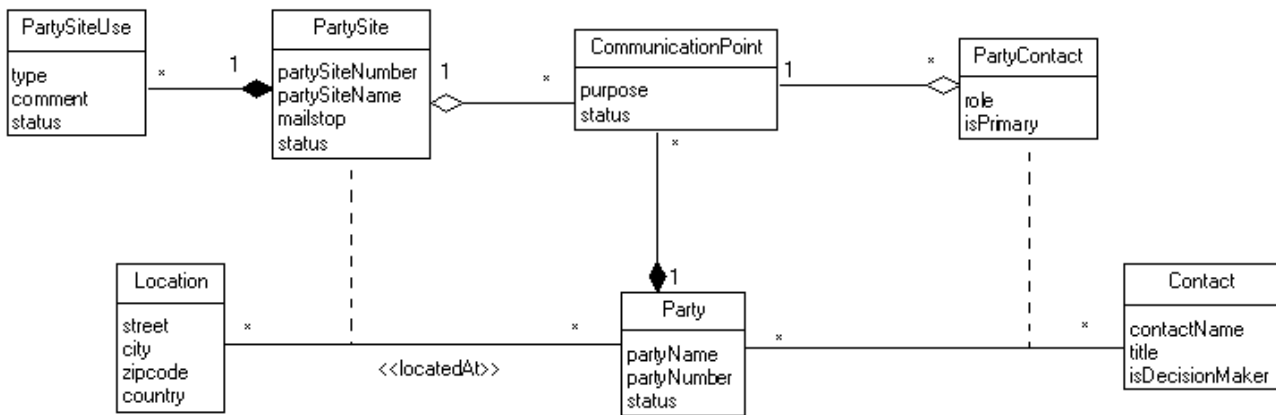 PartySiteUse
type
comment
status
1
*
PartySite
partySiteNumber
partySiteName
mailstop
status
1
*
CommunicationPoint
purpose
status
1
*
PartyContact
role
isPrimary
*
1
Location
street
city
zipcode
country
*
*
<<locatedAt>>
Party
partyName
partyNumber
status
*
*
Contact
contactName
title
isDecisionMaker